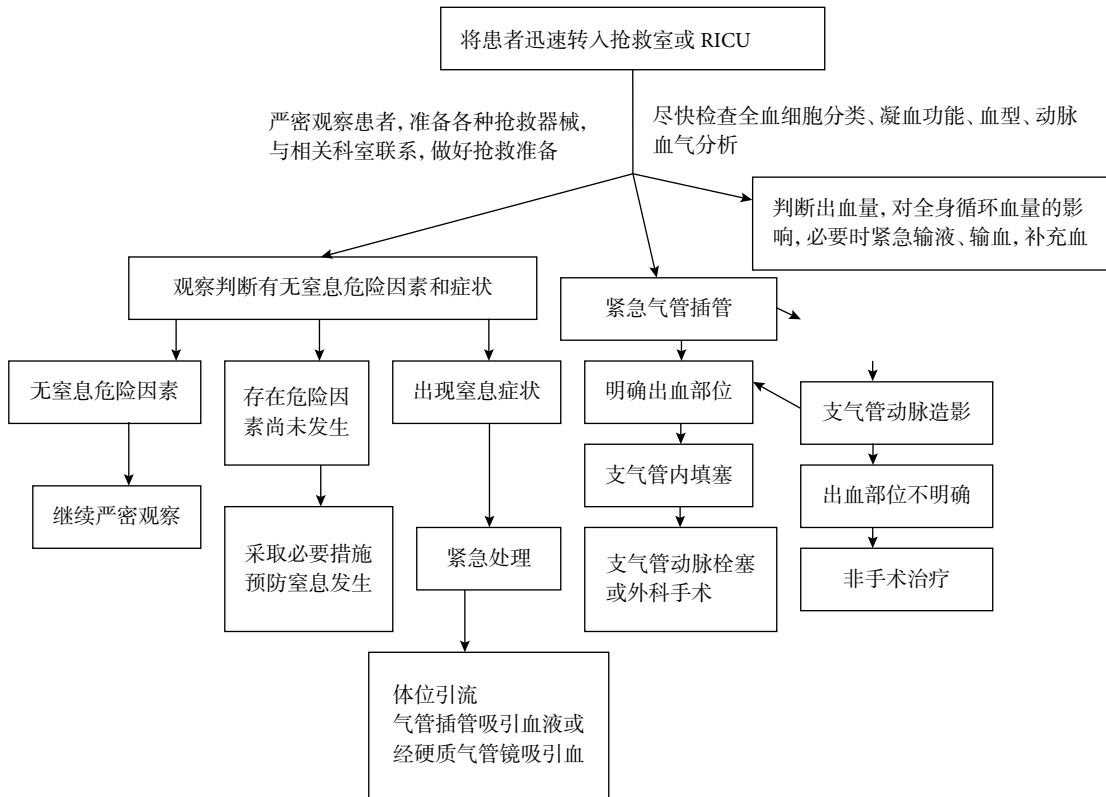 将患者迅速转入抢救室或 RICU
严密观察患者，准备各种抢救器械，
与相关科室联系，做好抢救准备
尽快检查全血细胞分类、凝血功能、血型、动脉
血气分析
判断出血量，对全身循环血量的影
响，必要时紧急输液、输血，补充血
观察判断有无窒息危险因素和症状
紧急气管插管
无窒息危险因素
存在危险因
素尚未发生
出现窒息症状
明确出血部位
支气管动脉造影
继续严密观察
采取必要措施
预防窒息发生
紧急处理
支气管内填塞
出血部位不明确
支气管动脉栓塞
或外科手术
非手术治疗
体位引流
气管插管吸引血液或
经硬质气管镜吸引血